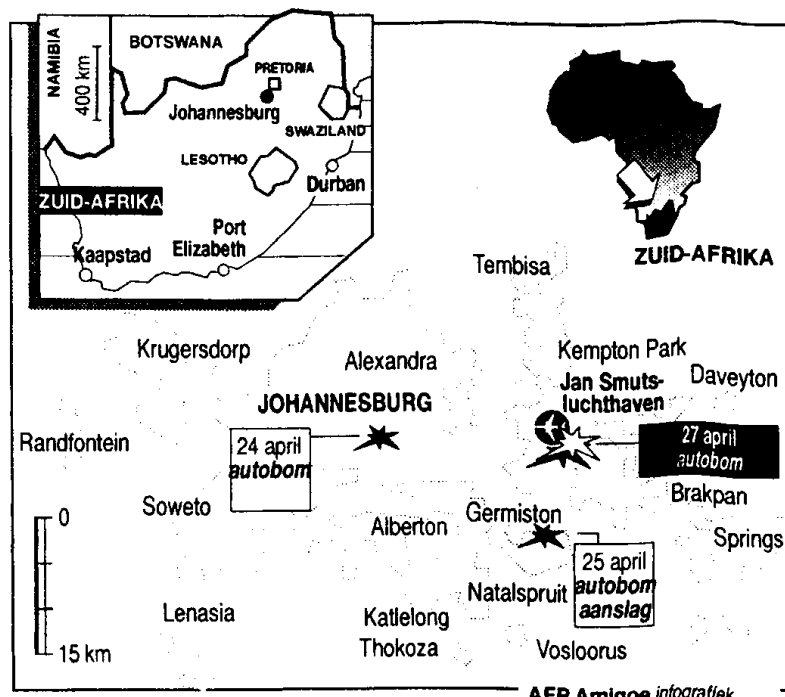 NAMIBIA
400 km
BOTSWANA
PRETORIA
Johannesburg
SWAZILAND
LESOTHO
Durban
ZUID-AFRIKA
Port
Elizabeth
Kaapstad
ZUID-AFRIKA
Tembisa
Krugersdorp
Alexandra
Kempton Park
Jan Smuts-
luchthaven
Daveyton
JOHANNESBURG
Randfontein
24 april
autobom
27 april
autobom
Brakpan
Soweto
Alberton
Germiston
Springs
0
25 april
autobom
aanslag
Natalspruit
Lenasia
Katlelong
Thokoza
Vosloorus
15 km
AFP Amigoe infografiek